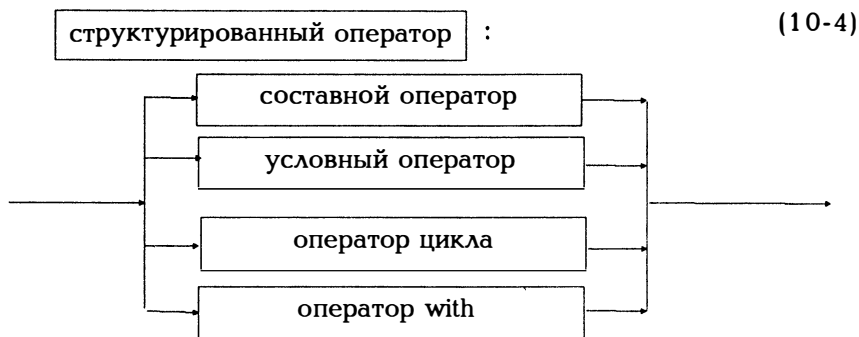 структурированный оператор : (10-4)
составной оператор
условный оператор
оператор цикла
оператор with